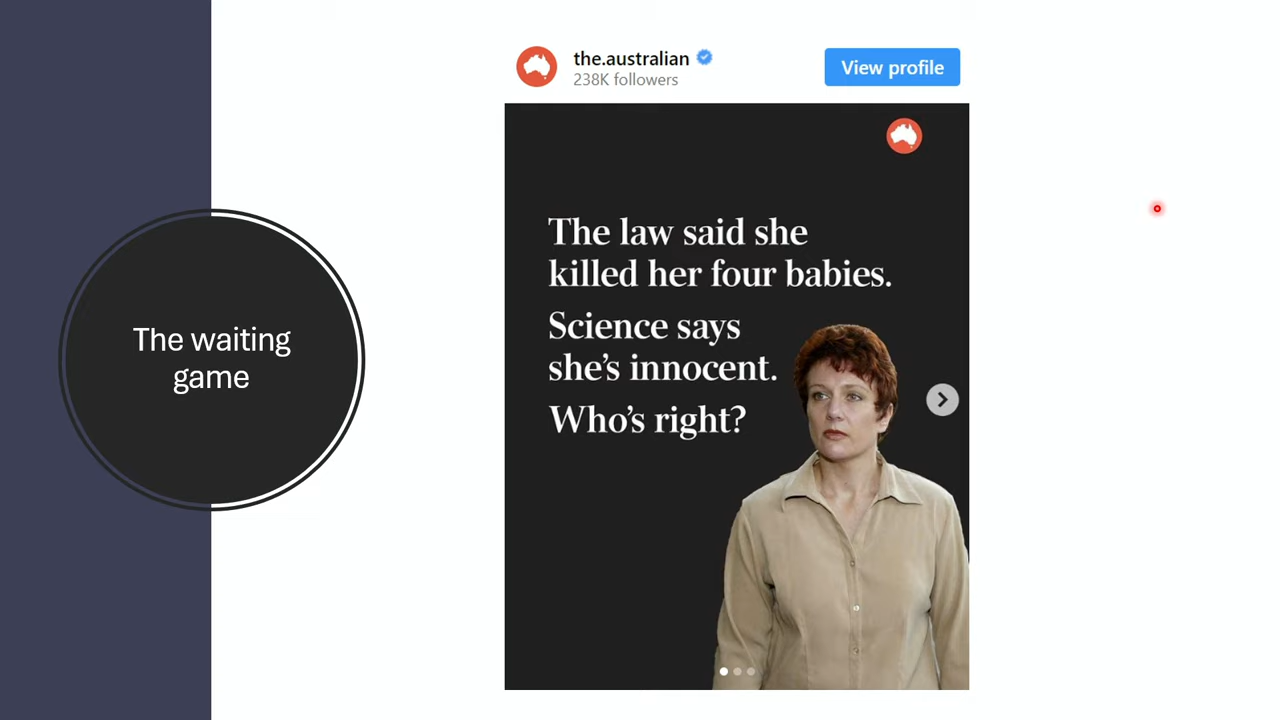 The waiting
game
the.australian
238K followers
View profile
The law said she
killed her four babies.
Science says
she's innocent.
Who's right?